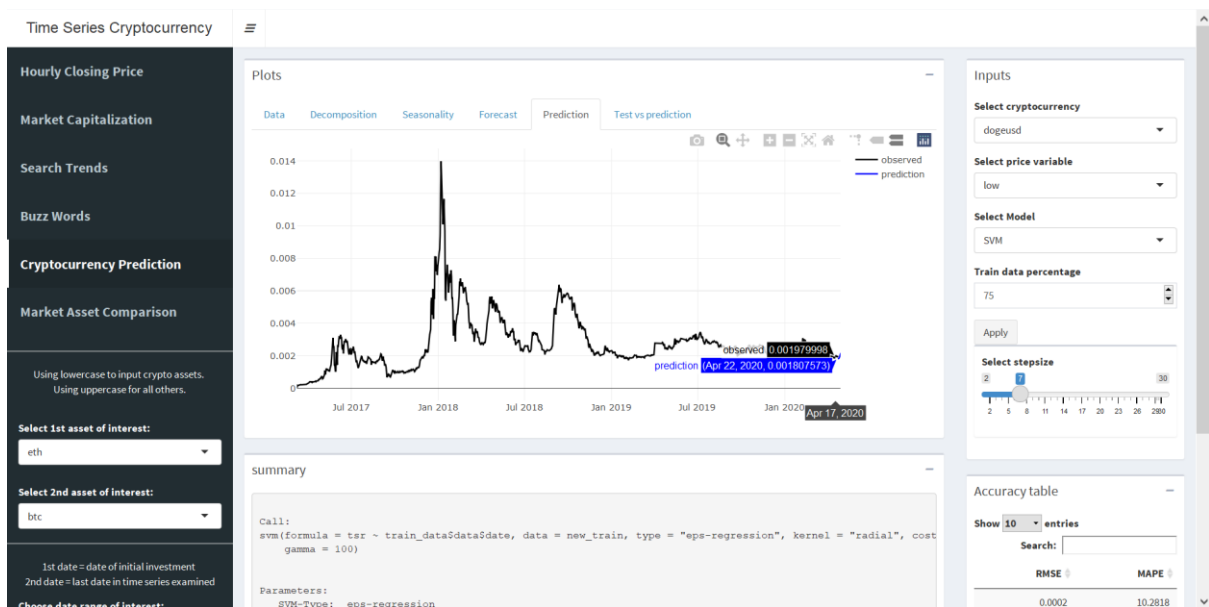 Time Series Cryptocurrency
Hourly Closing Price
Market Capitalization
Search Trends
Buzz Words
Cryptocurrency Prediction
Market Asset Comparison
Using lowercase to input crypto assets.
Using uppercase for all others.
Select 1st asset of interest:
eth
Select 2nd asset of interest:
btc
1st date = date of initial investment
2nd date = last date in time series examined
Choose date range of interest:
Plots
Data Decomposition Seasonality Forecast Prediction Test vs prediction
observed
prediction
0.014
0.012
0.01
0.008
0.006
0.004
0.002
0
observed 0.001979998
prediction (Apr 22, 2020, 0.001807573)
Jul 2017 Jan 2018 Jul 2018 Jan 2019 Jul 2019 Jan 2020
Apr 17, 2020
summary
Call:
svm(formula = tsr ~ train_data$data$date, data = new_train, type = "eps-regression", kernel = "radial", cost
gamma = 100)
Parameters:
SVM-Type: eps-regression
Inputs
Select cryptocurrency
dogeusd
Select price variable
low
Select Model
SVM
Train data percentage
75
Apply
Select stepsize
2 7 30
2 5 8 11 14 17 20 23 26 2930
Accuracy table
Show 10 entries
Search:
RMSE MAPE
0.0002 10.2818